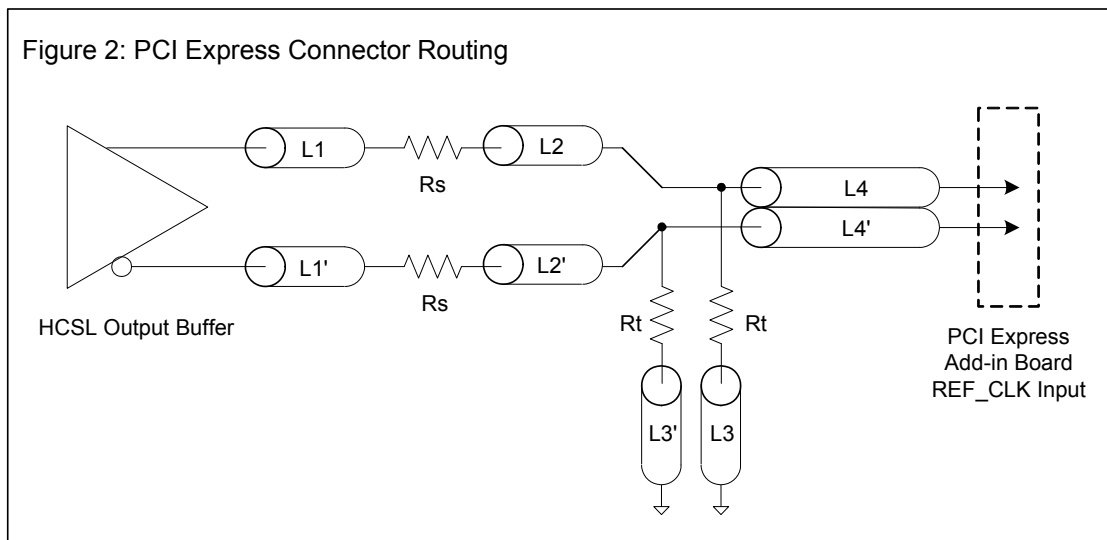 Figure 2: PCI Express Connector Routing
L1
Rs
L2
L4
L4'
L1'
Rs
L2'
HCSL Output Buffer
Rt
Rt
L3'
L3
PCI Express
Add-in Board
REF_CLK Input